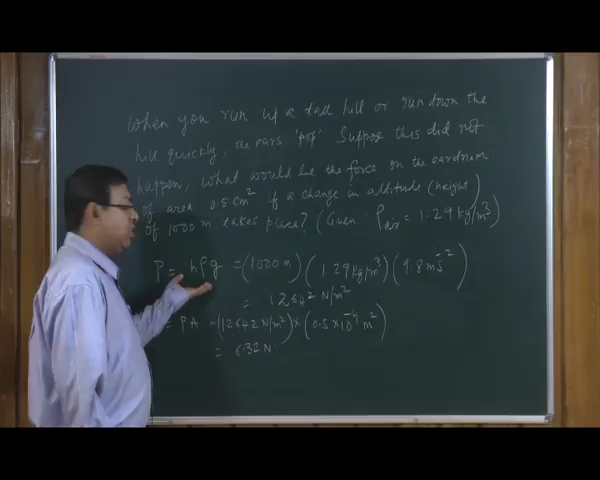 When you run up a tall hill or run down the
hill quickly, the ears 'pop'. Suppose this did not
happen, what would be the force on the eardrum
of area 0.5 cm² if a change in altitude (height)
of 1000 m takes place? (Given ρair = 1.29 kg/m³)
P = hρg = (1000 m) (1.29 kg/m³) (9.8 ms⁻²)
= 12642 N/m²
= PA = (12642 N/m²) × (0.5 × 10⁻⁴ m²)
= 6.32 N